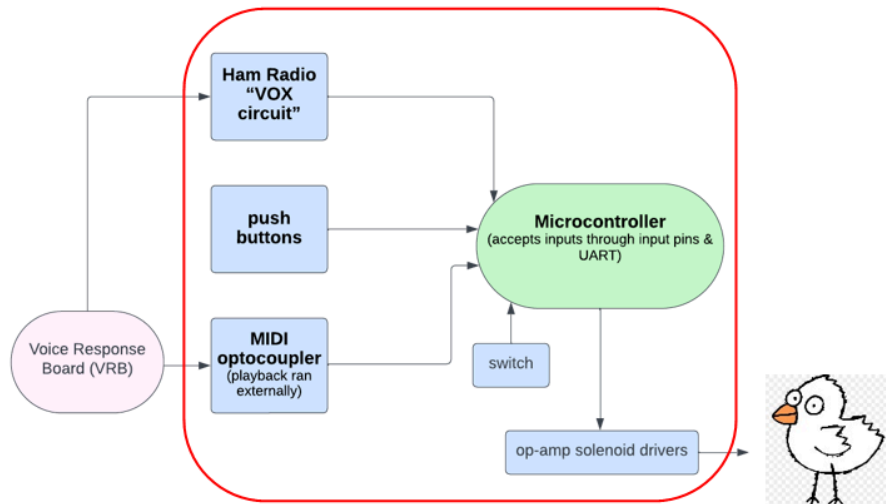 Ham Radio
“VOX
circuit”
push
buttons
Microcontroller
(accepts inputs through input pins &
UART)
Voice Response
Board (VRB)
MIDI
optocoupler
(playback ran
externally)
switch
op-amp solenoid drivers